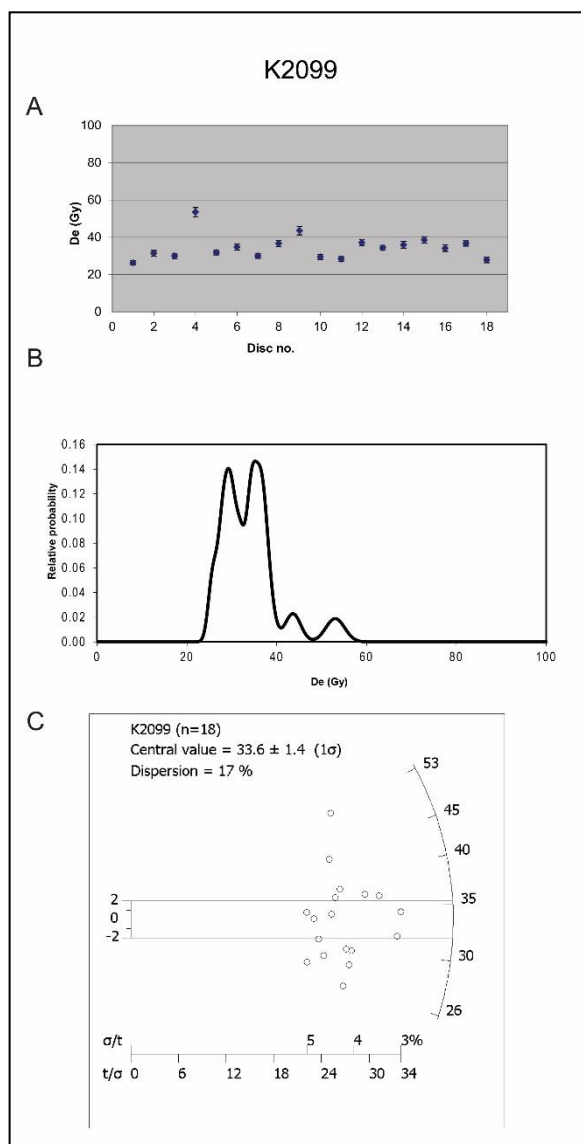 K2099
A
100
80
60
40
20
0
De (Gy)
0 2 4 6 8 10 12 14 16 18
Disc no.
B
0.16
0.14
0.12
0.10
0.08
0.06
0.04
0.02
0.00
Relative probability
0 20 40 60 80 100
De (Gy)
C
K2099 (n=18)
Central value = 33.6 ± 1.4 (1σ)
Dispersion = 17 %
53
45
40
35
30
26
2
0
-2
σ/t 5 4 3%
t/σ 0 6 12 18 24 30 34